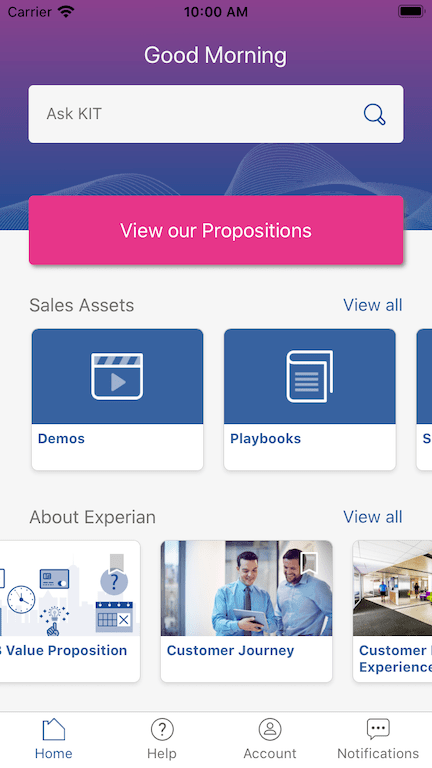 Carrier 10:00 AM
Good Morning
Ask KIT
View our Propositions
Sales Assets View all
Demos Playbooks S
About Experian View all
?
Value Proposition Customer Journey Customer
Experience
Home ? Help Account Notifications